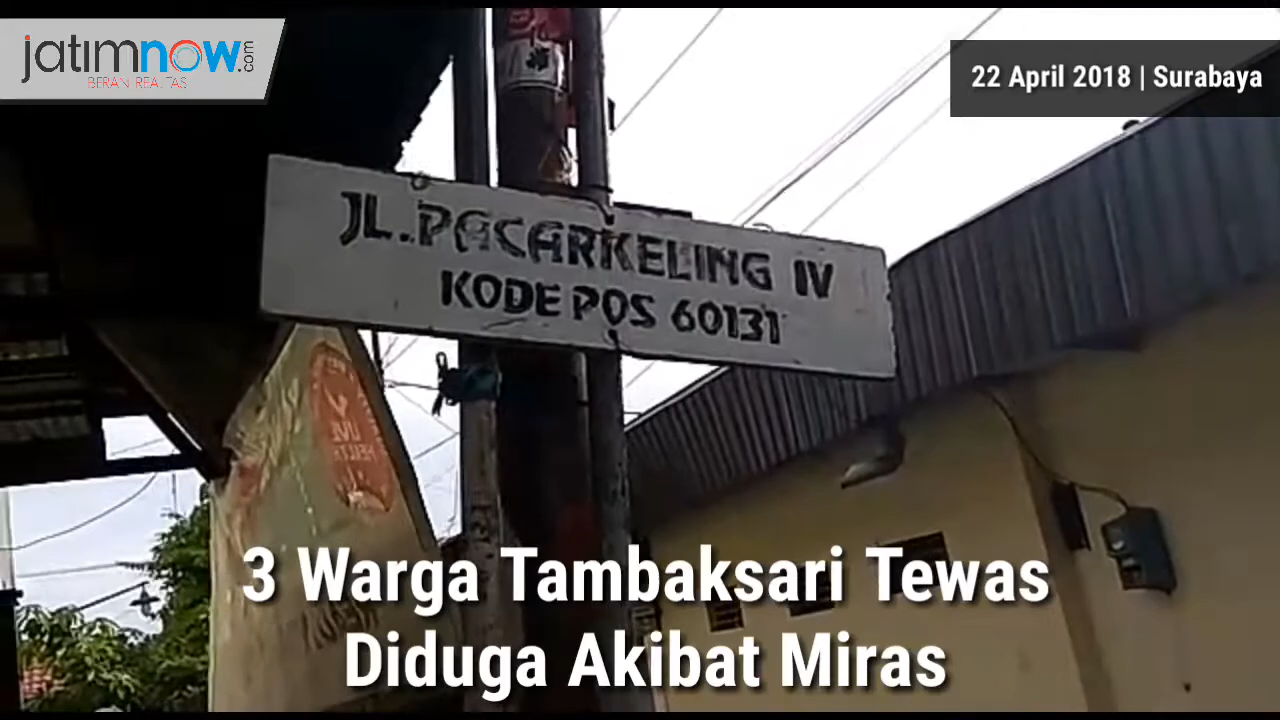 jatimnow.com
BERANI REALITAS
22 April 2018 | Surabaya
JL.PACARKELING IV
KODE POS 60131
3 Warga Tambaksari Tewas
Diduga Akibat Miras